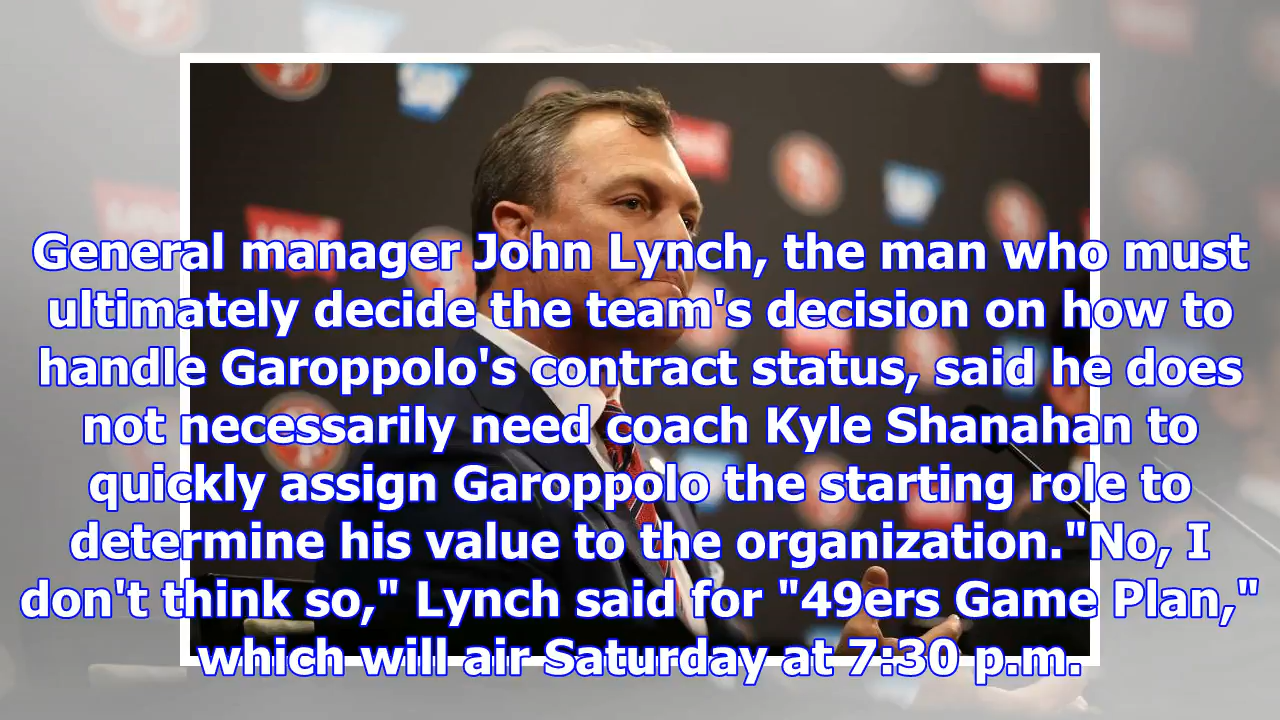 General manager John Lynch, the man who must
ultimately decide the team's decision on how to
handle Garoppolo's contract status, said he does
not necessarily need coach Kyle Shanahan to
quickly assign Garoppolo the starting role to
determine his value to the organization."No, I
don't think so," Lynch said for "49ers Game Plan,"
which will air Saturday at 7:30 p.m.